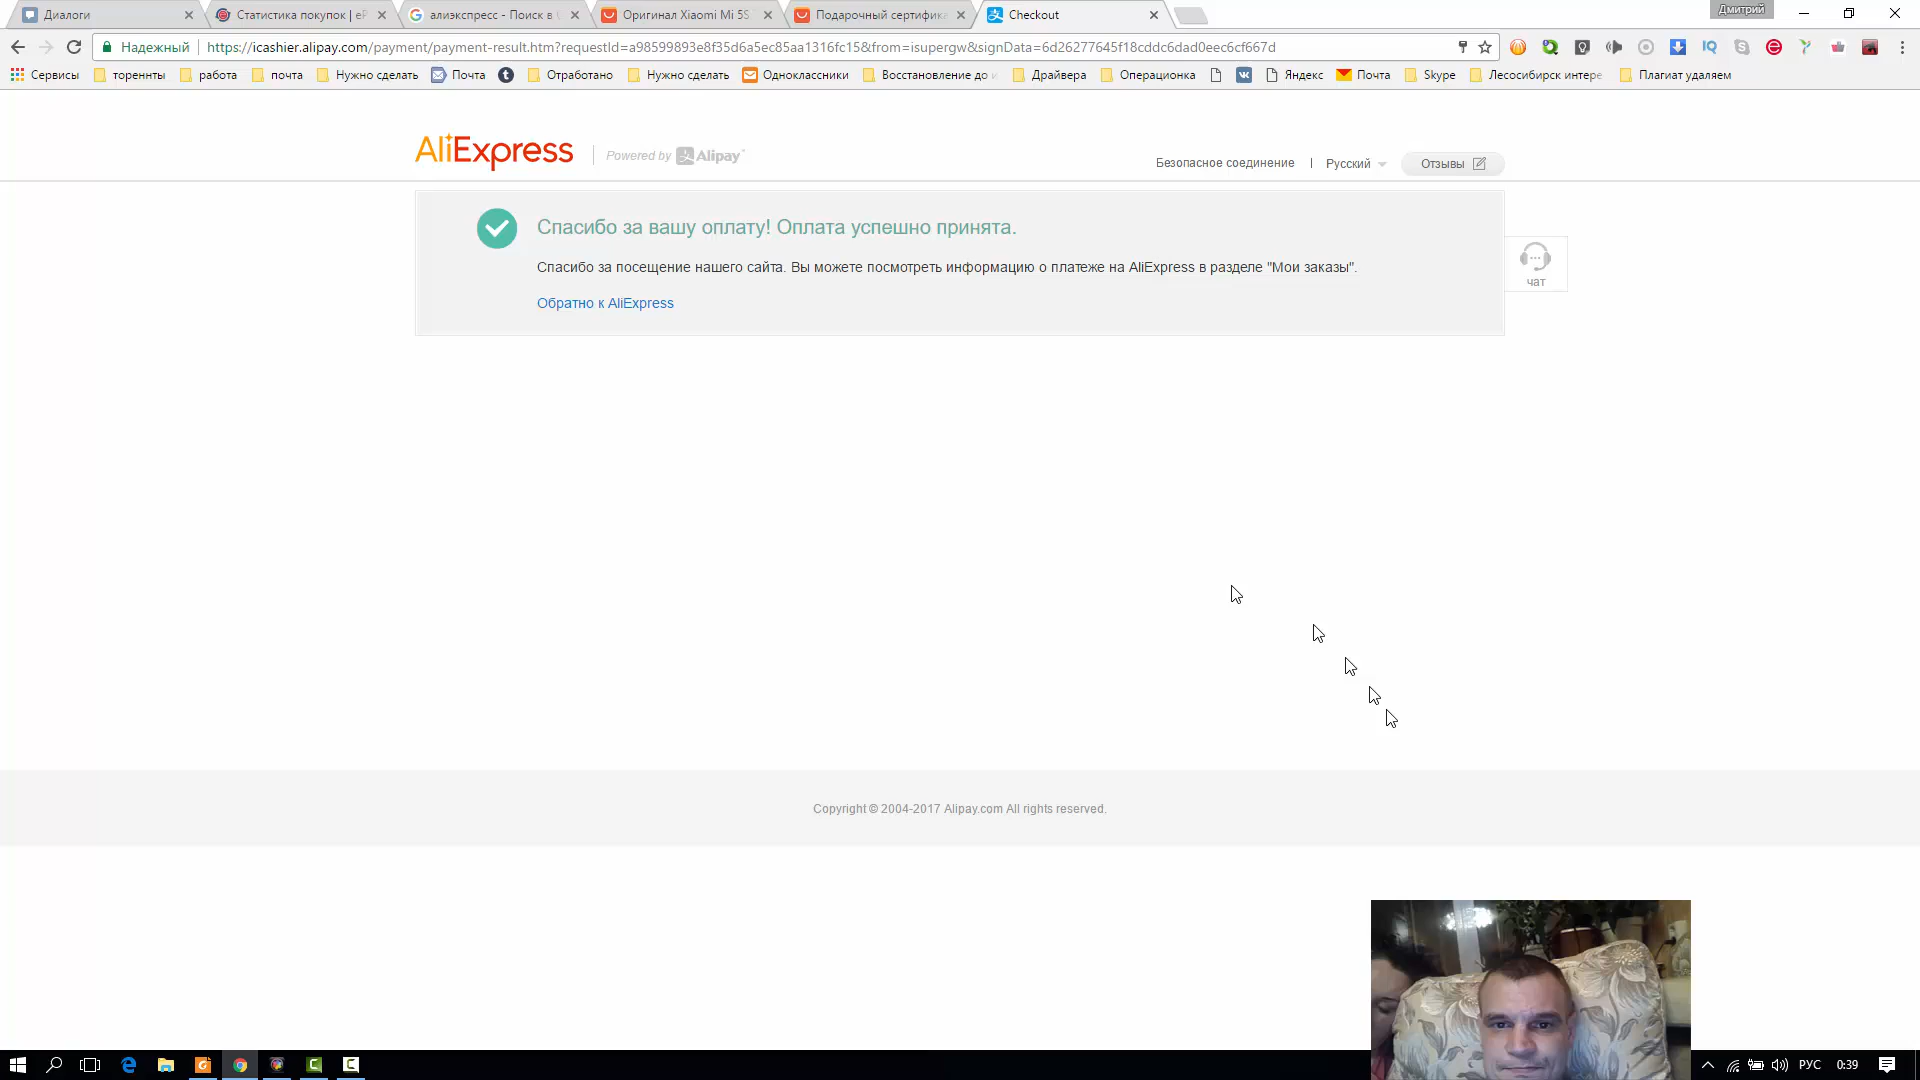 Диалоги
Статистика покупок | eP
алиэкспресс - Поиск в
Оригинал Xiaomi Mi 5S
Подарочный сертифика
Checkout
Дмитрий
Надежный
https://icashier.alipay.com/payment/payment-result.htm?requestId=a98599893e8f35d6a5ec85aa1316fc15&from=isupergw&signData=6d26277645f18cddc6dad0eec6cf667d
Сервисы
тореннты
работа
почта
Нужно сделать
Почта
Отработано
Нужно сделать
Одноклассники
Восстановление до
Драйвера
Операционка
Яндекс
Почта
Skype
Лесосибирск интере
Плагиат удаляем
AliExpress
Powered by Alipay
Безопасное соединение
Русский
Отзывы
Спасибо за вашу оплату! Оплата успешно принята.
Спасибо за посещение нашего сайта. Вы можете посмотреть информацию о платеже на AliExpress в разделе "Мои заказы".
Обратно к AliExpress
чат
Copyright © 2004-2017 Alipay.com All rights reserved.
РУС
0:39